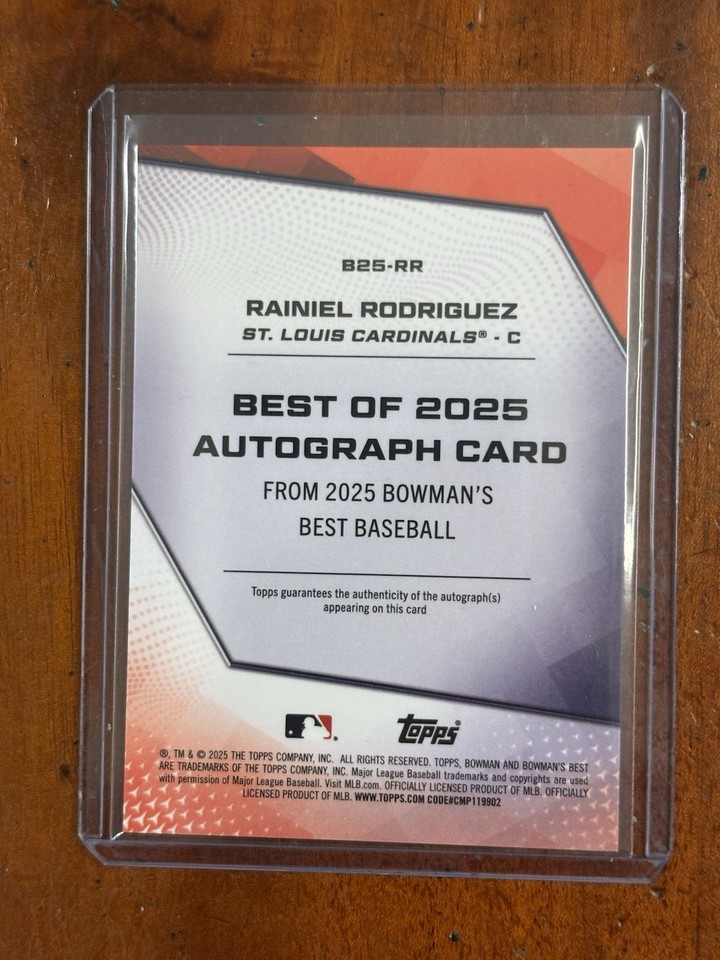 B25-RR
RAINIEL RODRIGUEZ
ST. LOUIS CARDINALS® - C
BEST OF 2025
AUTOGRAPH CARD
FROM 2025 BOWMAN'S
BEST BASEBALL
Topps guarantees the authenticity of the autograph(s)
appearing on this card
topps®
®, TM & © 2025 THE TOPPS COMPANY, INC. ALL RIGHTS RESERVED. TOPPS, BOWMAN AND BOWMAN'S BEST
ARE TRADEMARKS OF THE TOPPS COMPANY, INC. Major League Baseball trademarks and copyrights are used
with permission of Major League Baseball. Visit MLB.com. OFFICIALLY LICENSED PRODUCT OF MLB. OFFICIALLY
LICENSED PRODUCT OF MLB. WWW.TOPPS.COM CODE#CMP119902